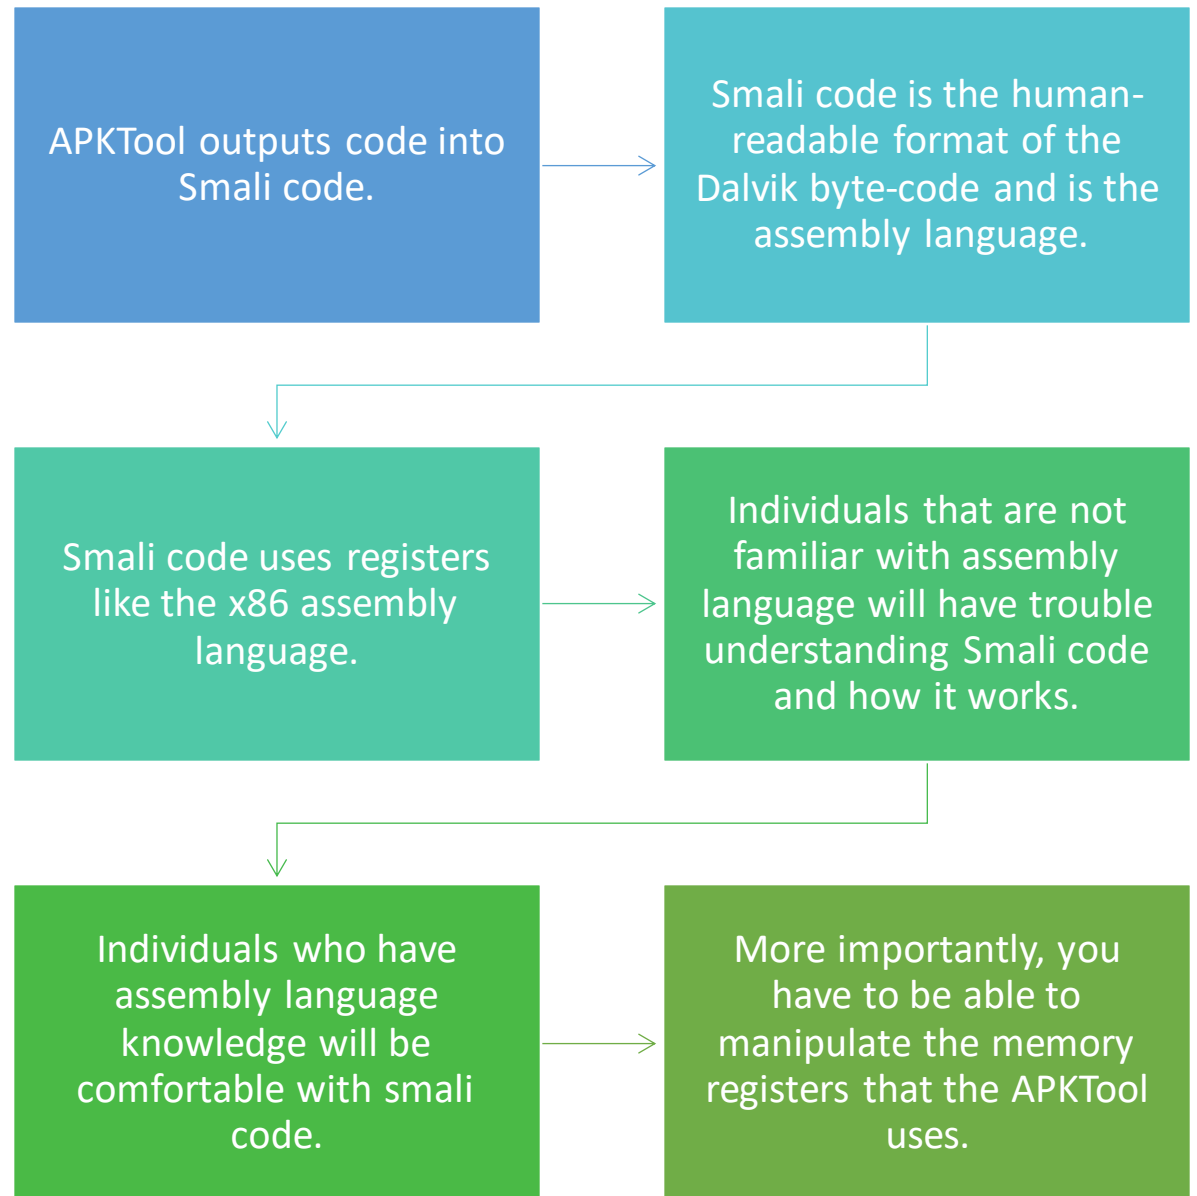 APKTool outputs code into
Smali code.
Smali code is the human-
readable format of the
Dalvik byte-code and is the
assembly language.
Smali code uses registers
like the x86 assembly
language.
Individuals that are not
familiar with assembly
language will have trouble
understanding Smali code
and how it works.
Individuals who have
assembly language
knowledge will be
comfortable with smali
code.
More importantly, you
have to be able to
manipulate the memory
registers that the APKTool
uses.